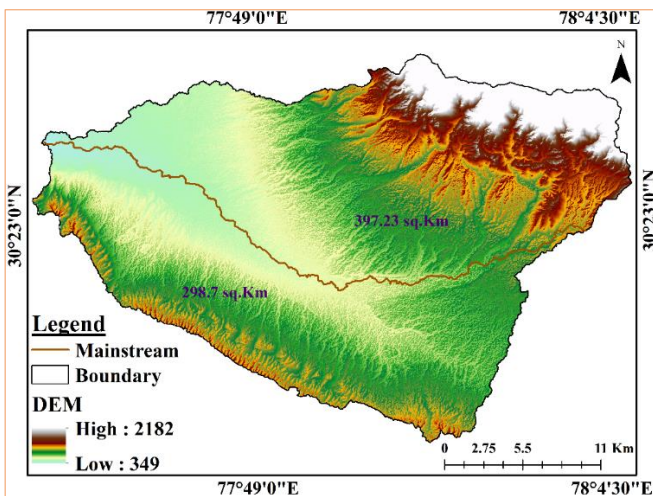 77°49'0"E 78°4'30"E
N
30°23'0"N
30°23'0"N
397.23 sq.Km
298.7 sq.Km
Legend
Mainstream
Boundary
DEM
High : 2182
Low : 349
0 2.75 5.5 11 Km
77°49'0"E 78°4'30"E